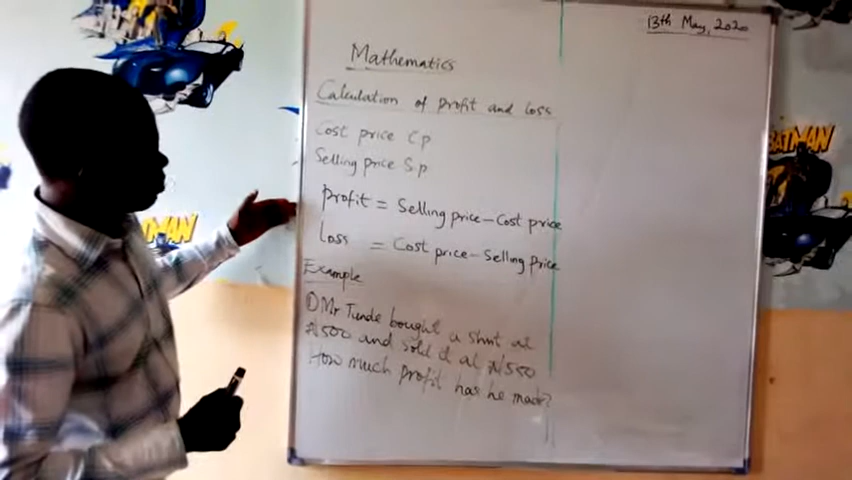 13th May, 2020
Mathematics
Calculation of profit and loss
Cost price CP
Selling price S.p
profit = Selling price - Cost price
Loss = Cost price - Selling price
Example
① Mr Tunde bought a shirt at
₦500 and sold it at ₦550
How much profit has he made?
BATMAN
BATMAN